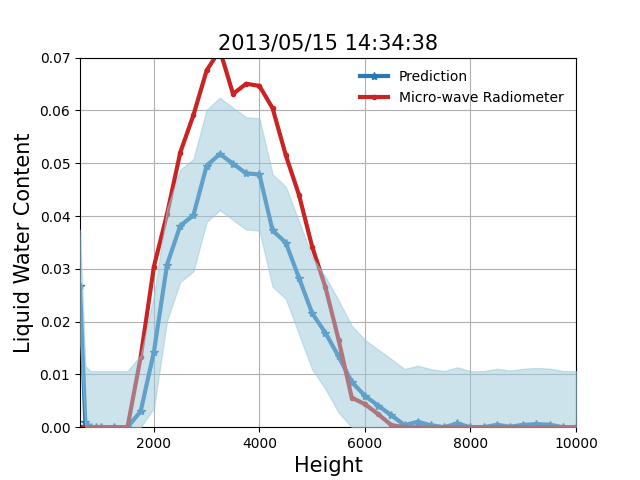 2013/05/15 14:34:38
Prediction
Micro-wave Radiometer
Liquid Water Content
0.07
0.06
0.05
0.04
0.03
0.02
0.01
0.00
2000 4000 6000 8000 10000
Height